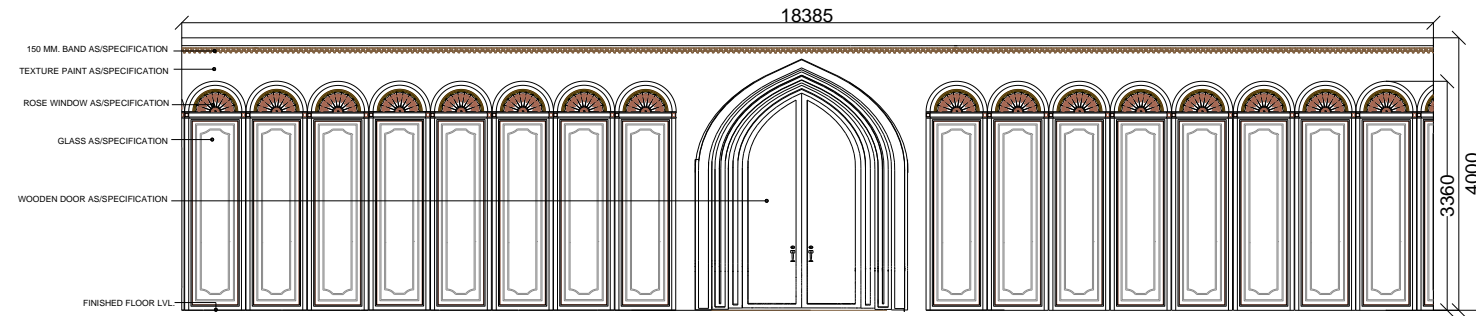 18385
150 MM. BAND AS/SPECIFICATION
TEXTURE PAINT AS/SPECIFICATION
ROSE WINDOW AS/SPECIFICATION
GLASS AS/SPECIFICATION
WOODEN DOOR AS/SPECIFICATION
FINISHED FLOOR LVL.
3360
4000